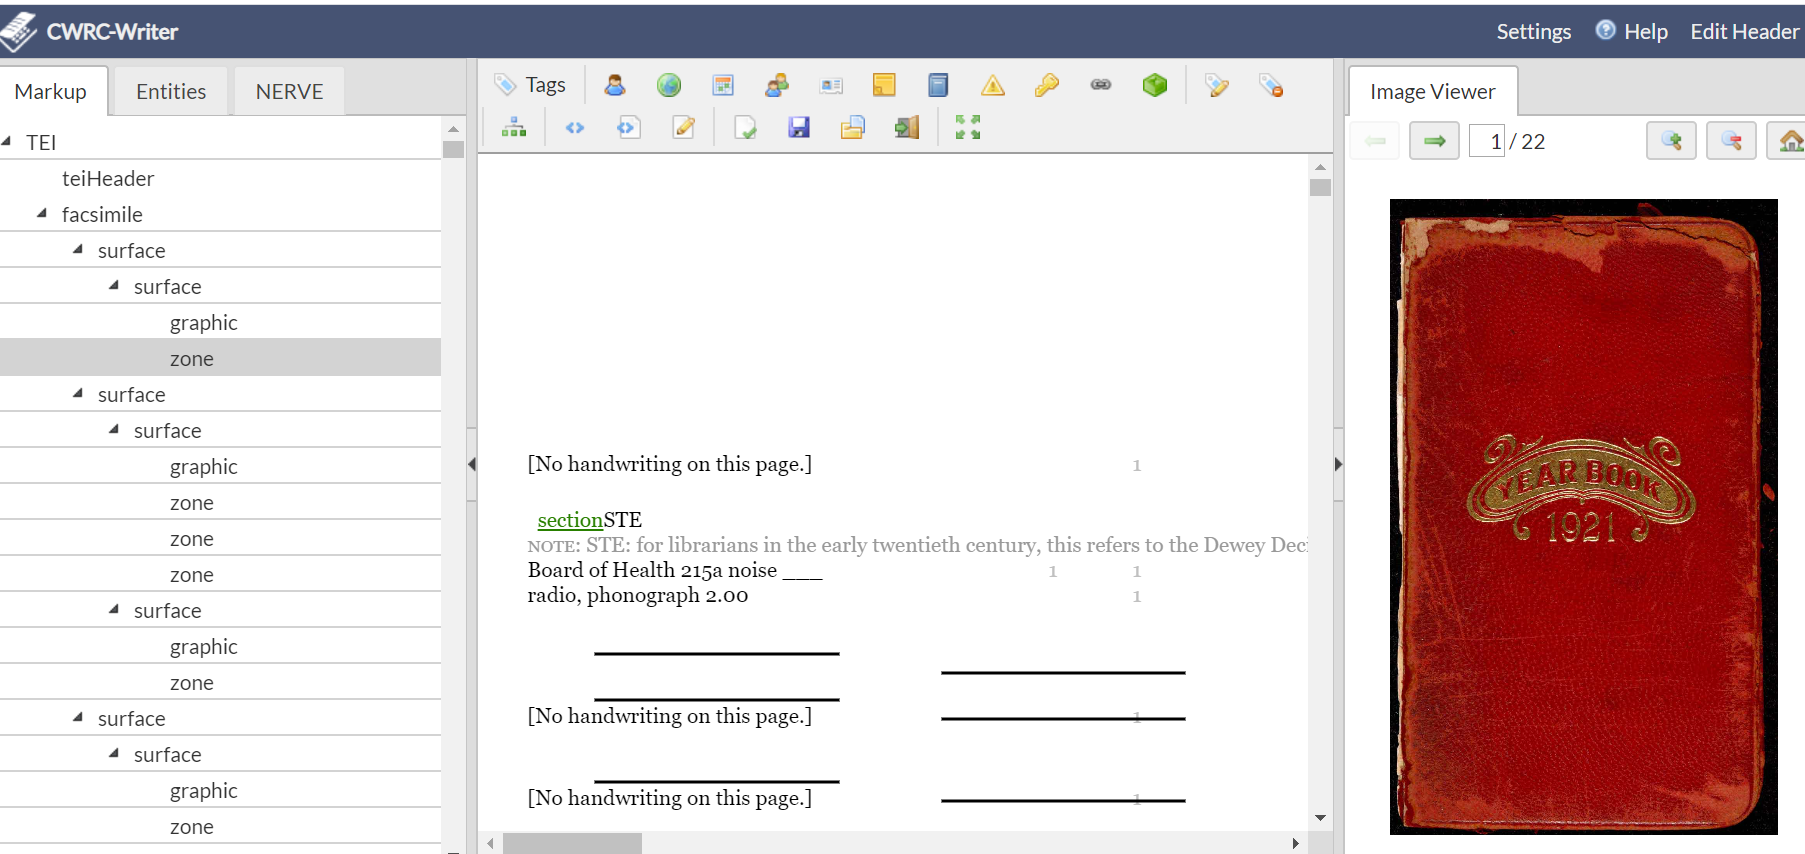 CWRC-Writer
Settings Help Edit Header
Markup Entities NERVE
TEI
teiHeader
facsimile
surface
surface
graphic
zone
surface
surface
graphic
zone
zone
zone
surface
graphic
zone
surface
surface
graphic
zone
Tags
[No handwriting on this page.] 1
sectionSTE
NOTE: STE: for librarians in the early twentieth century, this refers to the Dewey Deci
Board of Health 215a noise ___ 1 1
radio, phonograph 2.00 1
[No handwriting on this page.] 1
[No handwriting on this page.] 1
Image Viewer
1 / 22
YEAR BOOK
1921